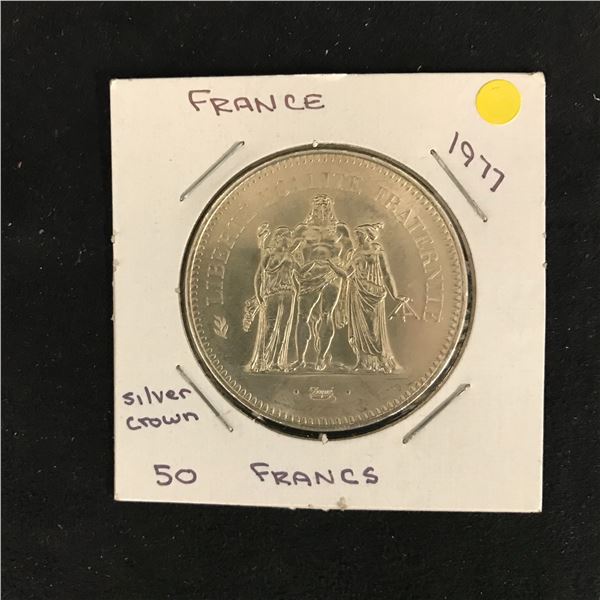 FRANCE
1977
LIBERTE EGALITE FRATERNITE
silver
crown
50 FRANCS